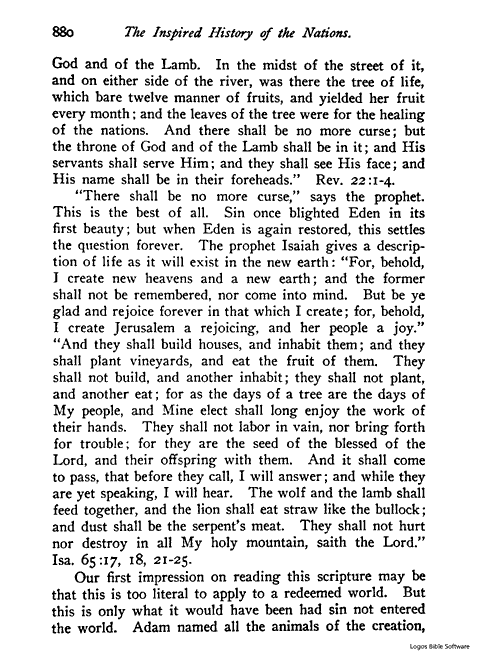 880 The Inspired History of the Nations.
God and of the Lamb. In the midst of the street of it,
and on either side of the river, was there the tree of life,
which bare twelve manner of fruits, and yielded her fruit
every month; and the leaves of the tree were for the healing
of the nations. And there shall be no more curse; but
the throne of God and of the Lamb shall be in it; and His
servants shall serve Him; and they shall see His face; and
His name shall be in their foreheads." Rev. 22:1-4.
"There shall be no more curse," says the prophet.
This is the best of all. Sin once blighted Eden in its
first beauty; but when Eden is again restored, this settles
the question forever. The prophet Isaiah gives a descrip-
tion of life as it will exist in the new earth: "For, behold,
I create new heavens and a new earth; and the former
shall not be remembered, nor come into mind. But be ye
glad and rejoice forever in that which I create; for, behold,
I create Jerusalem a rejoicing, and her people a joy."
"And they shall build houses, and inhabit them; and they
shall plant vineyards, and eat the fruit of them. They
shall not build, and another inhabit; they shall not plant,
and another eat; for as the days of a tree are the days of
My people, and Mine elect shall long enjoy the work of
their hands. They shall not labor in vain, nor bring forth
for trouble; for they are the seed of the blessed of the
Lord, and their offspring with them. And it shall come
to pass, that before they call, I will answer; and while they
are yet speaking, I will hear. The wolf and the lamb shall
feed together, and the lion shall eat straw like the bullock;
and dust shall be the serpent's meat. They shall not hurt
nor destroy in all My holy mountain, saith the Lord."
Isa. 65:17, 18, 21-25.
Our first impression on reading this scripture may be
that this is too literal to apply to a redeemed world. But
this is only what it would have been had sin not entered
the world. Adam named all the animals of the creation,
Logos Bible Software